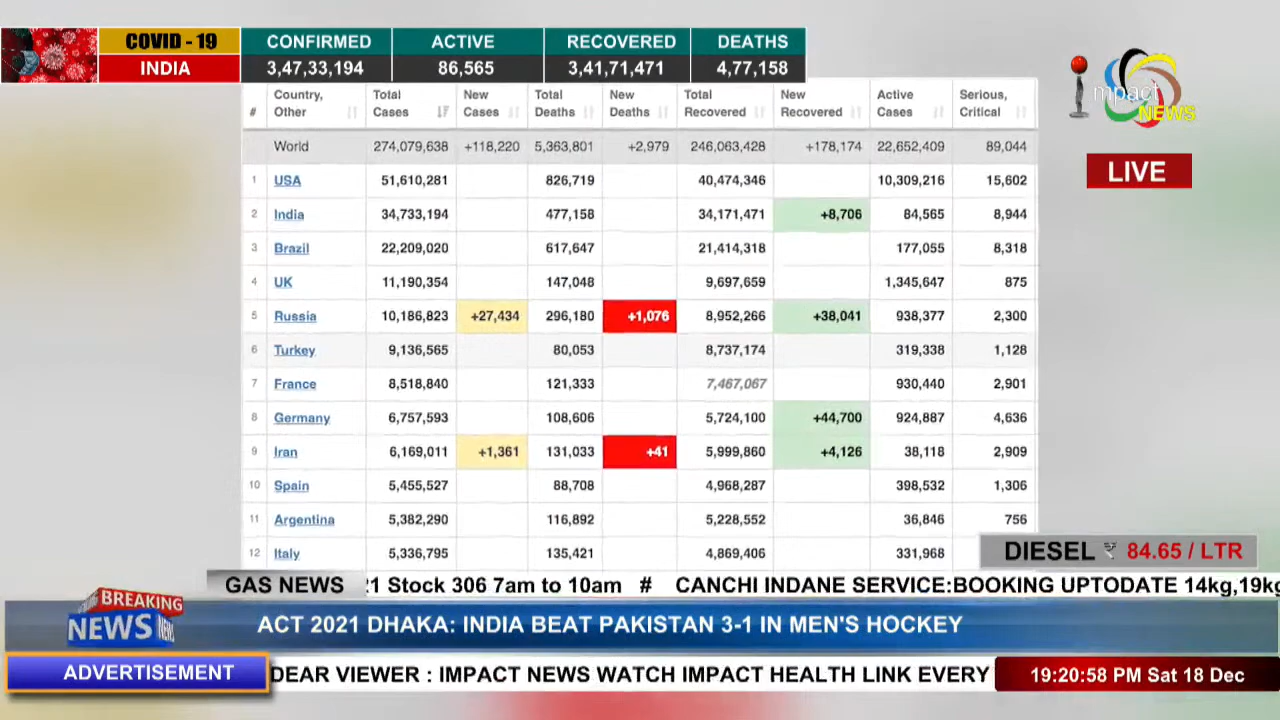 COVID - 19 CONFIRMED ACTIVE RECOVERED DEATHS
INDIA 3,47,33,194 86,565 3,41,71,471 4,77,158
Impact NEWS
LIVE
# Country, Other Total Cases New Cases Total Deaths New Deaths Total Recovered New Recovered Active Cases Serious, Critical
World 274,079,638 +118,220 5,363,801 +2,979 246,063,428 +178,174 22,652,409 89,044
1 USA 51,610,281 826,719 40,474,346 10,309,216 15,602
2 India 34,733,194 477,158 34,171,471 +8,706 84,565 8,944
3 Brazil 22,209,020 617,647 21,414,318 177,055 8,318
4 UK 11,190,354 147,048 9,697,659 1,345,647 875
5 Russia 10,186,823 +27,434 296,180 +1,076 8,952,266 +38,041 938,377 2,300
6 Turkey 9,136,565 80,053 8,737,174 319,338 1,128
7 France 8,518,840 121,333 7,467,067 930,440 2,901
8 Germany 6,757,593 108,606 5,724,100 +44,700 924,887 4,636
9 Iran 6,169,011 +1,361 131,033 +41 5,999,860 +4,126 38,118 2,909
10 Spain 5,455,527 88,708 4,968,287 398,532 1,306
11 Argentina 5,382,290 116,892 5,228,552 36,846 756
12 Italy 5,336,795 135,421 4,869,406 331,968
DIESEL ₹ 84.65 / LTR
GAS NEWS 21 Stock 306 7am to 10am # CANCHI INDANE SERVICE:BOOKING UPTODATE 14kg,19kg
BREAKING NEWS
ACT 2021 DHAKA: INDIA BEAT PAKISTAN 3-1 IN MEN'S HOCKEY
ADVERTISEMENT DEAR VIEWER : IMPACT NEWS WATCH IMPACT HEALTH LINK EVERY 19:20:58 PM Sat 18 Dec